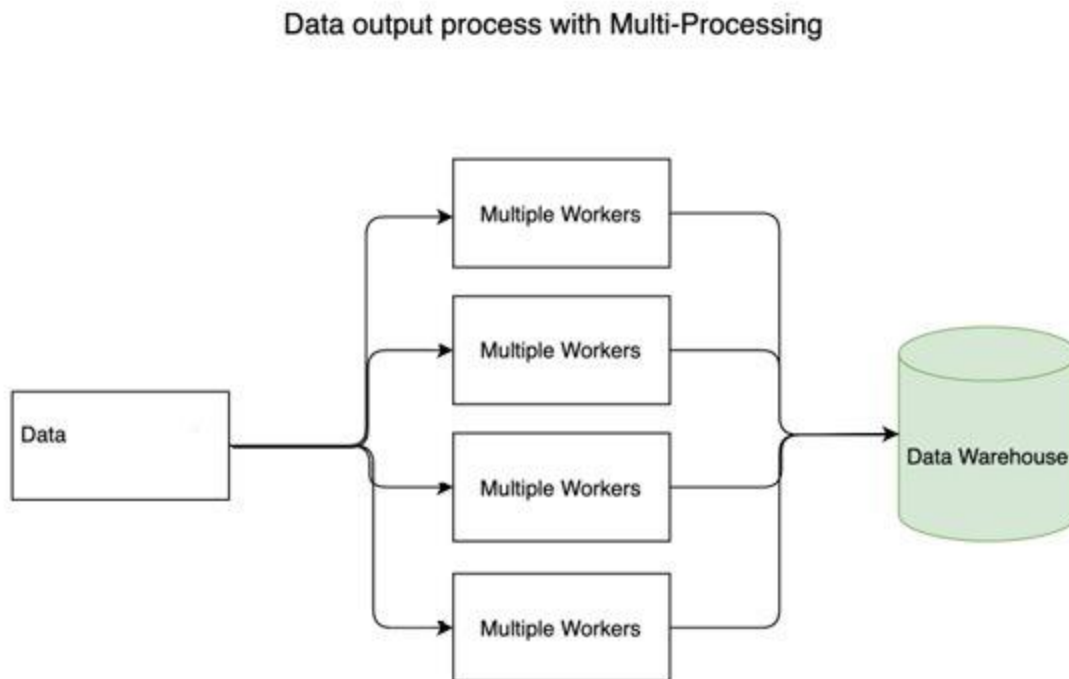 Data output process with Multi-Processing
Multiple Workers
Multiple Workers
Data
Multiple Workers
Data Warehouse
Multiple Workers